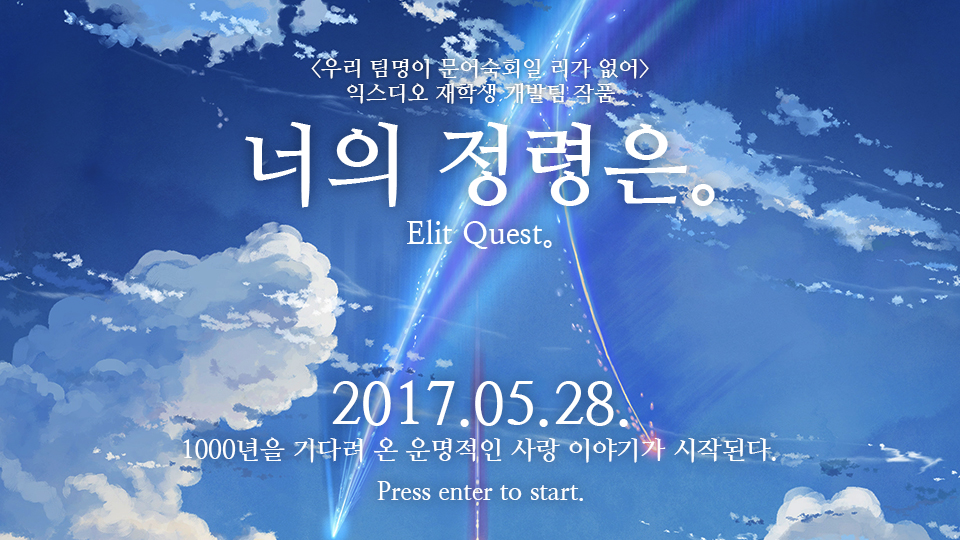 〈우리 팀명이 문어숙회일 리가 없어〉
익스디오 재학생 개발팀 작품
너의 정령은。
Elit Quest。
2017.05.28.
1000년을 기다려 온 운명적인 사랑 이야기가 시작된다.
Press enter to start.